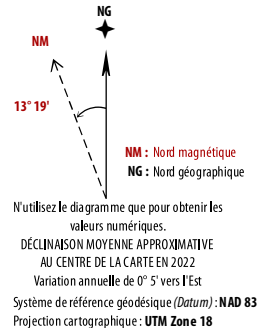 NG
NM
13° 19'
NM : Nord magnétique
NG : Nord géographique
N'utilisez le diagramme que pour obtenir les
valeurs numériques.
DÉCLINAISON MOYENNE APPROXIMATIVE
AU CENTRE DE LA CARTE EN 2022
Variation annuelle de 0° 5' vers l'Est
Système de référence géodésique (Datum) : NAD 83
Projection cartographique : UTM Zone 18